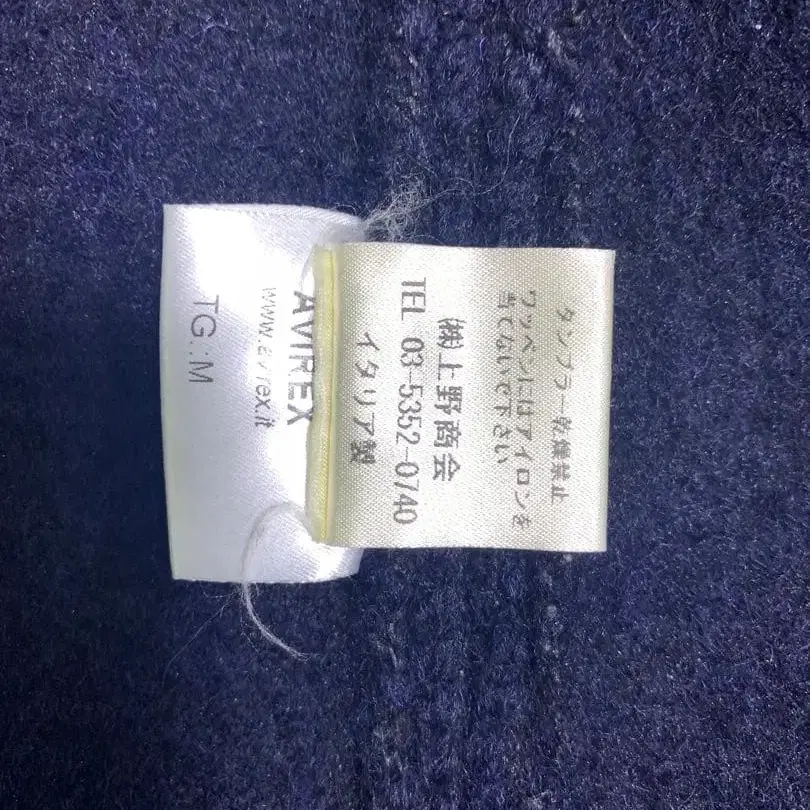 タンブラー乾燥禁止
ワッペンにはアイロンを
当てないで下さい
㈱上野商会
TEL 03-5352-0740
イタリア製
AVIREX
www.avirex.it
TG.:M